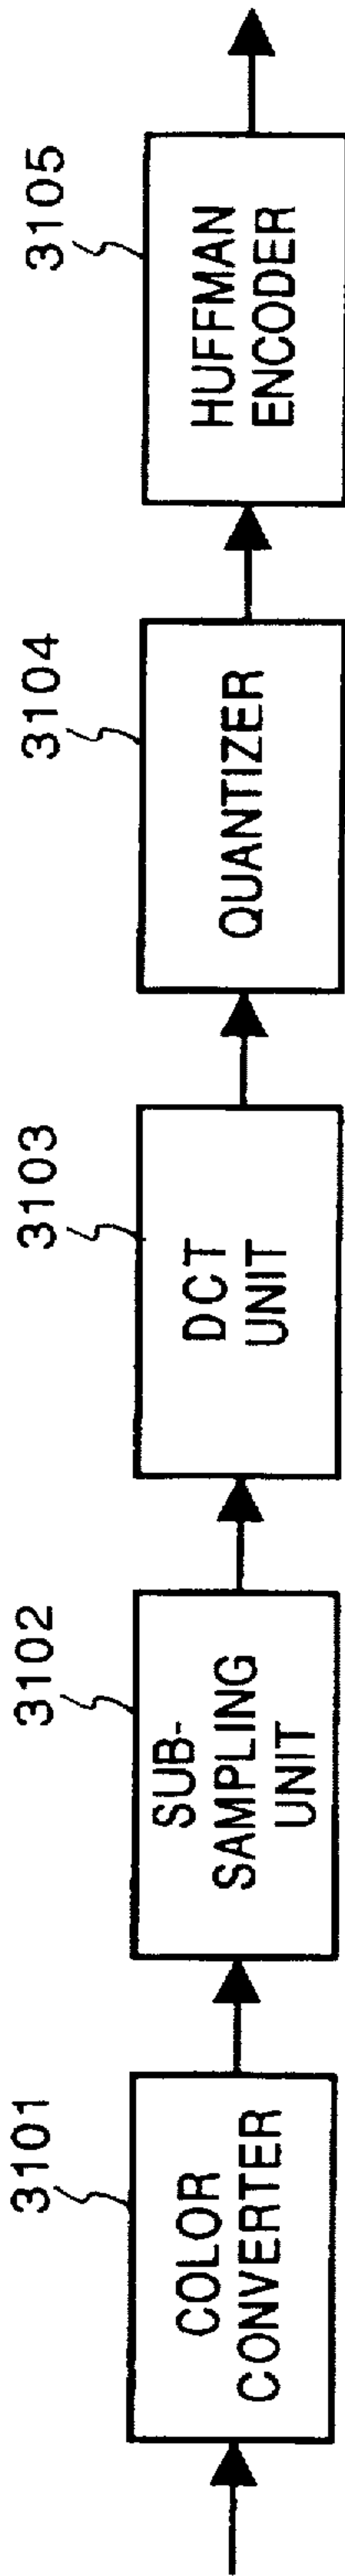 3101
COLOR
CONVERTER
3102
SUB-
SAMPLING
UNIT
3103
DCT
UNIT
3104
QUANTIZER
3105
HUFFMAN
ENCODER